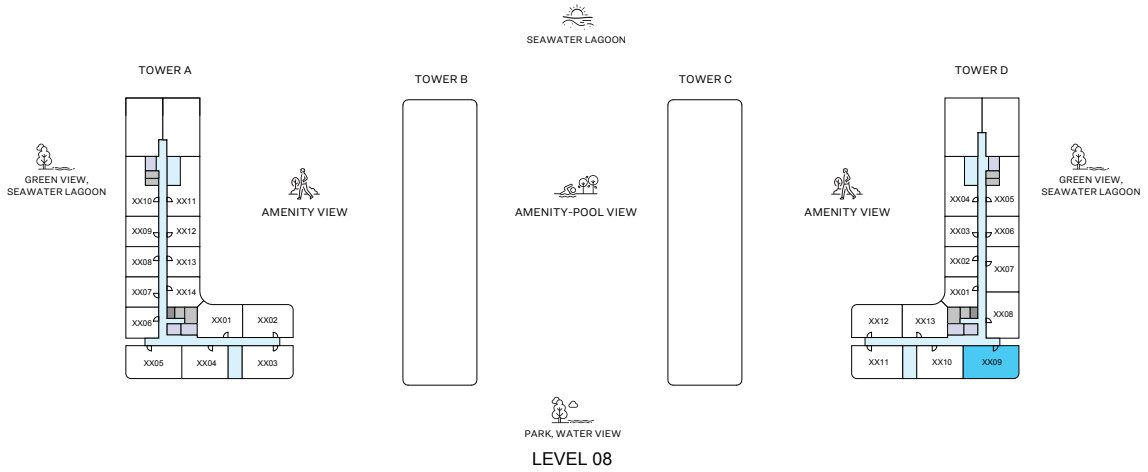 SEAWATER LAGOON
TOWER A
TOWER B
TOWER C
TOWER D
GREEN VIEW,
SEAWATER LAGOON
AMENITY VIEW
AMENITY-POOL VIEW
AMENITY VIEW
GREEN VIEW,
SEAWATER LAGOON
XX10 XX11
XX09 XX12
XX08 XX13
XX07 XX14
XX06 XX01 XX02
XX05 XX04 XX03
XX04 XX05
XX03 XX06
XX02 XX07
XX01
XX12 XX13 XX08
XX11 XX10 XX09
PARK, WATER VIEW
LEVEL 08